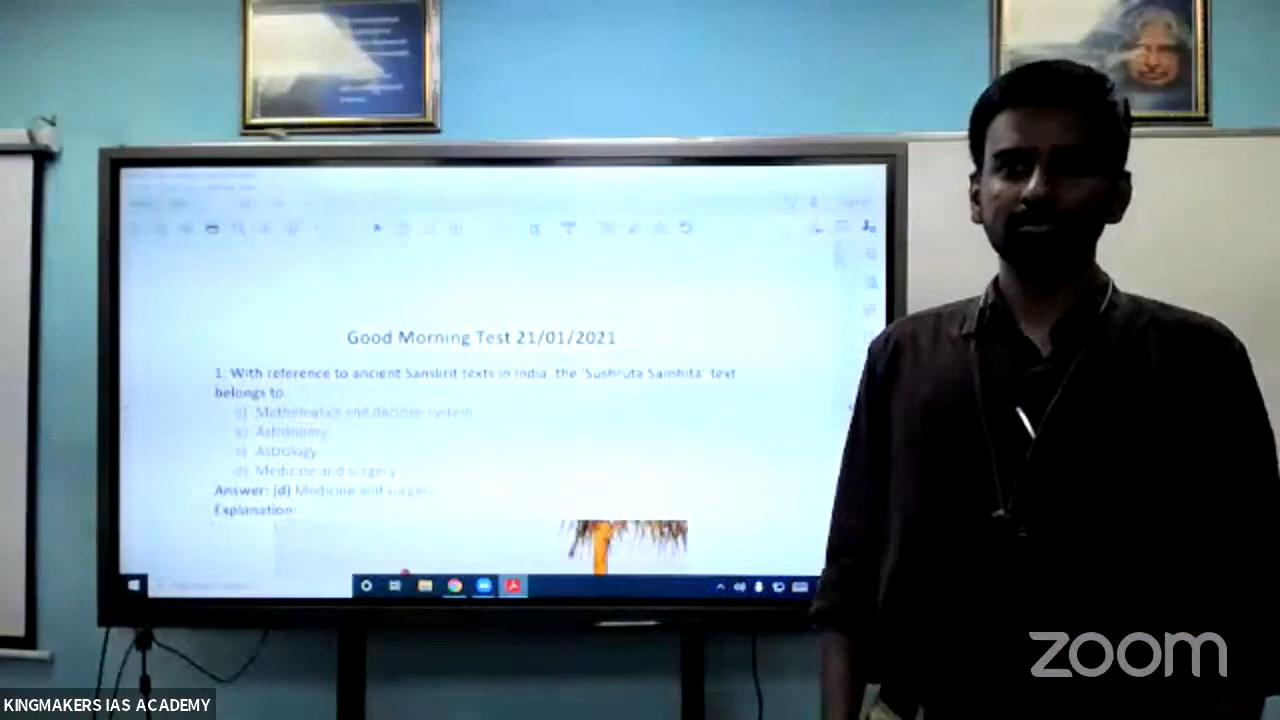 Good Morning Test 21/01/2021
1. With reference to ancient Sanskrit texts in India, the 'Sushruta Samhita' text
belongs to
a) Mathematics and decimal system
b) Astronomy
c) Astrology
d) Medicine and surgery
Answer: (d) Medicine and surgery
Explanation:
zoom
KINGMAKERS IAS ACADEMY